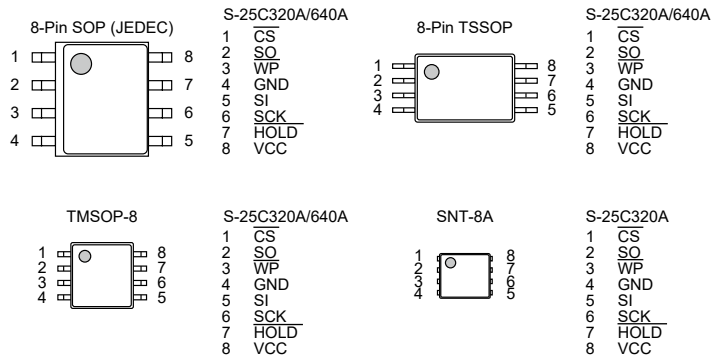 8-Pin SOP (JEDEC)
1 8
2 7
3 6
4 5
S-25C320A/640A
1 CS
2 SO
3 WP
4 GND
5 SI
6 SCK
7 HOLD
8 VCC
8-Pin TSSOP
1 8
2 7
3 6
4 5
S-25C320A/640A
1 CS
2 SO
3 WP
4 GND
5 SI
6 SCK
7 HOLD
8 VCC
TMSOP-8
1 8
2 7
3 6
4 5
S-25C320A/640A
1 CS
2 SO
3 WP
4 GND
5 SI
6 SCK
7 HOLD
8 VCC
SNT-8A
1 8
2 7
3 6
4 5
S-25C320A
1 CS
2 SO
3 WP
4 GND
5 SI
6 SCK
7 HOLD
8 VCC